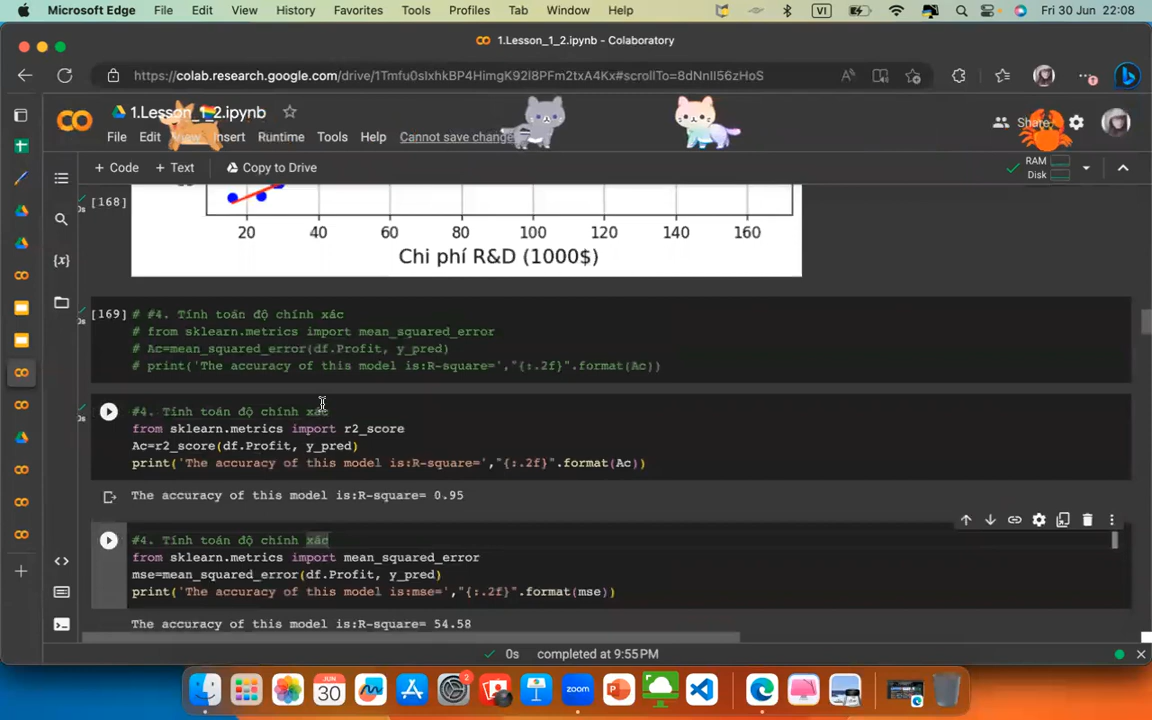 Microsoft Edge File Edit View History Favorites Tools Profiles Tab Window Help VI Fri 30 Jun 22:08
1.Lesson_1_2.ipynb - Colaboratory
https://colab.research.google.com/drive/1Tmfu0sIxhkBP4HimgK92I8PFm2txA4Kx#scrollTo=8dNnII56zHoS
1.Lesson_1_2.ipynb
File Edit View Insert Runtime Tools Help Cannot save changes
Share
+ Code + Text Copy to Drive
RAM
Disk
[168]
20 40 60 80 100 120 140 160
Chi phí R&D (1000$)
[169] # #4. Tính toán độ chính xác
# from sklearn.metrics import mean_squared_error
# Ac=mean_squared_error(df.Profit, y_pred)
# print('The accuracy of this model is:R-square=',"{:.2f}".format(Ac))
#4. Tính toán độ chính xác
from sklearn.metrics import r2_score
Ac=r2_score(df.Profit, y_pred)
print('The accuracy of this model is:R-square=',"{:.2f}".format(Ac))
The accuracy of this model is:R-square= 0.95
#4. Tính toán độ chính xác
from sklearn.metrics import mean_squared_error
mse=mean_squared_error(df.Profit, y_pred)
print('The accuracy of this model is:mse=',"{:.2f}".format(mse))
The accuracy of this model is:R-square= 54.58
0s completed at 9:55 PM
JUN
30
2
zoom